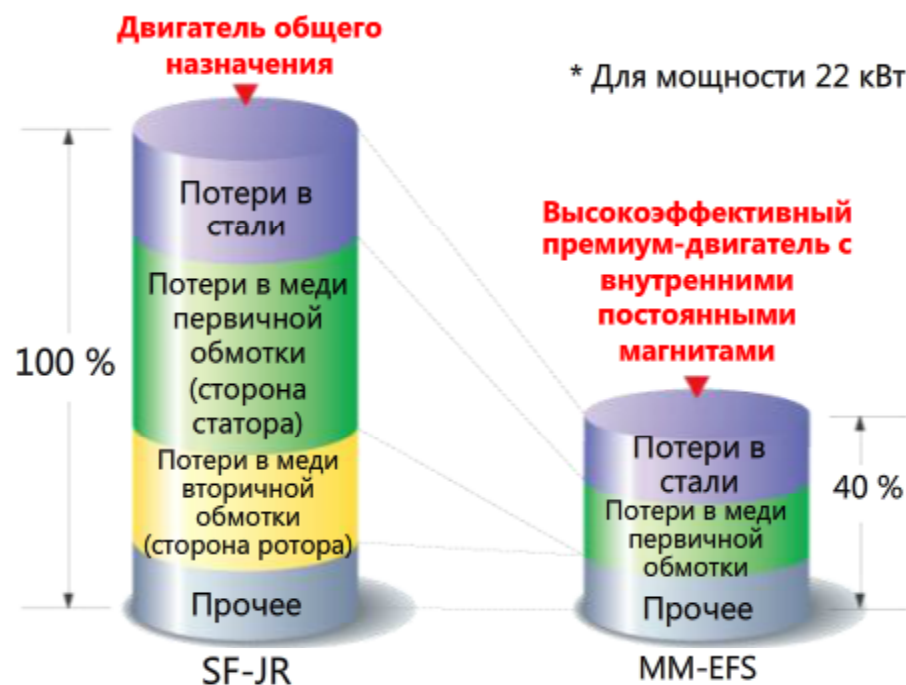 Двигатель общего
назначения
* Для мощности 22 кВт
100 %
Потери в
стали
Потери в меди
первичной
обмотки
(сторона
статора)
Потери в меди
вторичной
обмотки
(сторона ротора)
Прочее
SF-JR
Высокоэффективный
премиум-двигатель с
внутренними
постоянными
магнитами
Потери в
стали
Потери в меди
первичной
обмотки
Прочее
40 %
MM-EFS